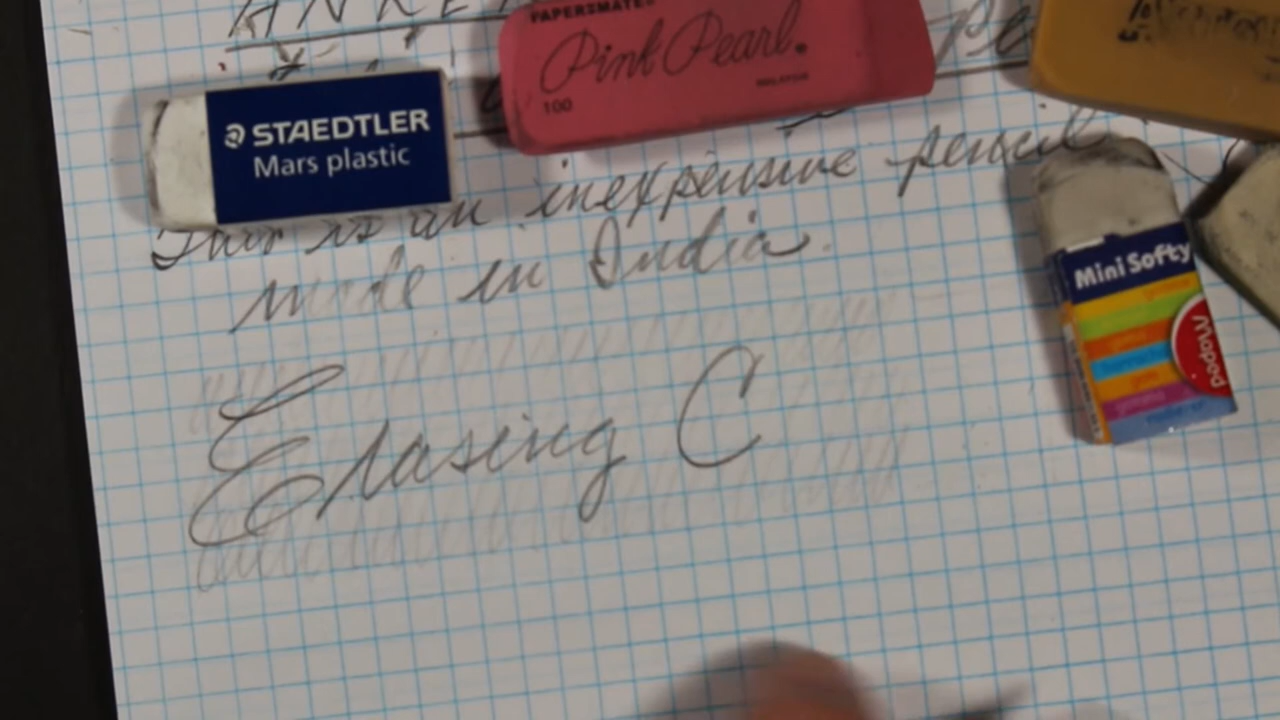 PAPERSMATE®
Pink Pearl®
100
MALAYSIA
STAEDTLER
Mars plastic
This is an inexpensive pencil
made in India.
Mini Softy
Maped
Erasing C